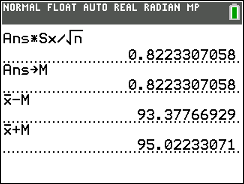 NORMAL FLOAT AUTO REAL RADIAN MP
Ans*Sx/√n
0.8223307058
Ans→M
0.8223307058
x̄-M
93.37766929
x̄+M
95.02233071